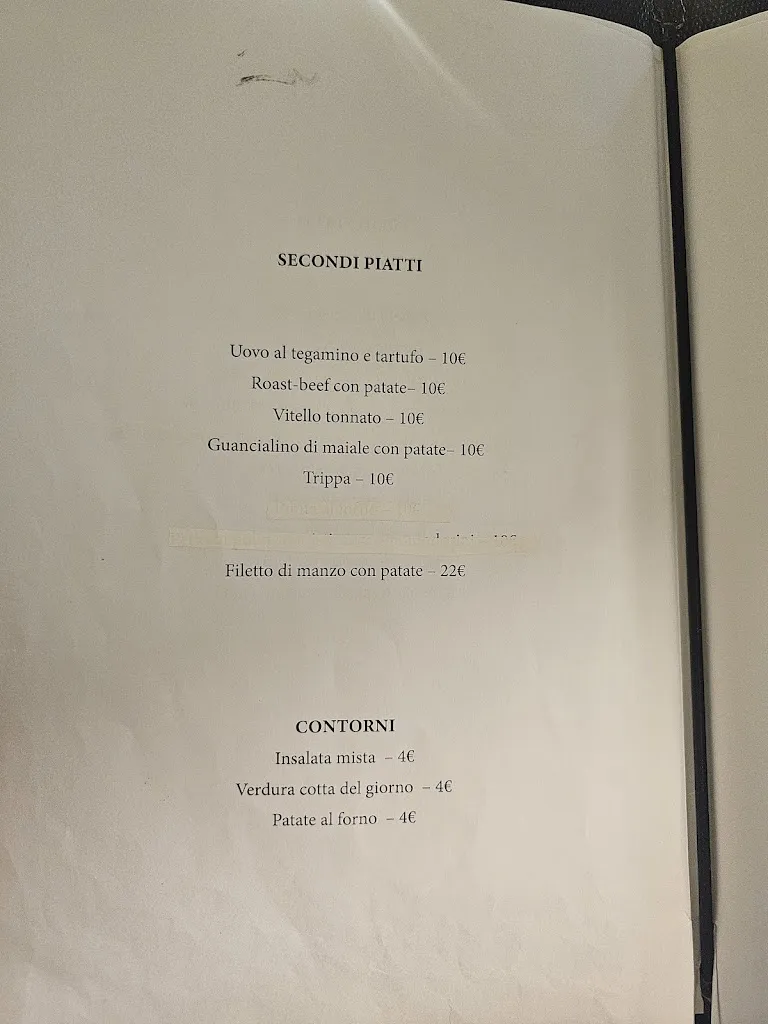 SECONDI PIATTI
Uovo al tegamino e tartufo – 10€
Roast-beef con patate– 10€
Vitello tonnato – 10€
Guancialino di maiale con patate– 10€
Trippa – 10€
Filetto di manzo con patate – 22€
CONTORNI
Insalata mista – 4€
Verdura cotta del giorno – 4€
Patate al forno – 4€